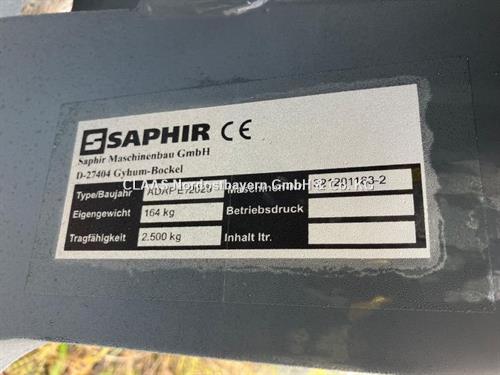 SAPHIR CE
Saphir Maschinenbau GmbH
D-27404 Gyhum-Bockel
CLAAS Nordostbayern GmbH & Co. KG
Type/Baujahr
Eigengewicht 164 kg Betriebsdruck
Tragfähigkeit 2.500 kg Inhalt ltr.